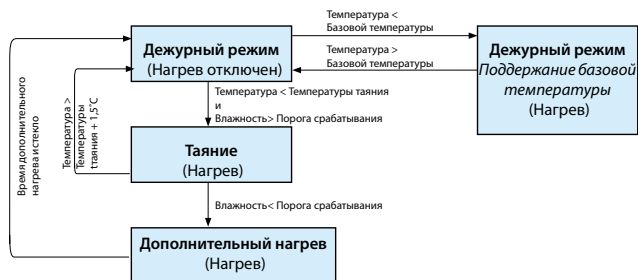 Температура <
Базовой температуры
Температура >
Базовой температуры
Дежурный режим
(Нагрев отключен)
Дежурный режим
Поддержание базовой
температуры
(Нагрев)
Температура < Температуры таяния
и
Влажность> Порога срабатывания
Время дополнительного
нагрева истекло
Температура >
Температуры
tтаяния + 1,5˚C
Таяние
(Нагрев)
Влажность< Порога срабатывания
Дополнительный нагрев
(Нагрев)